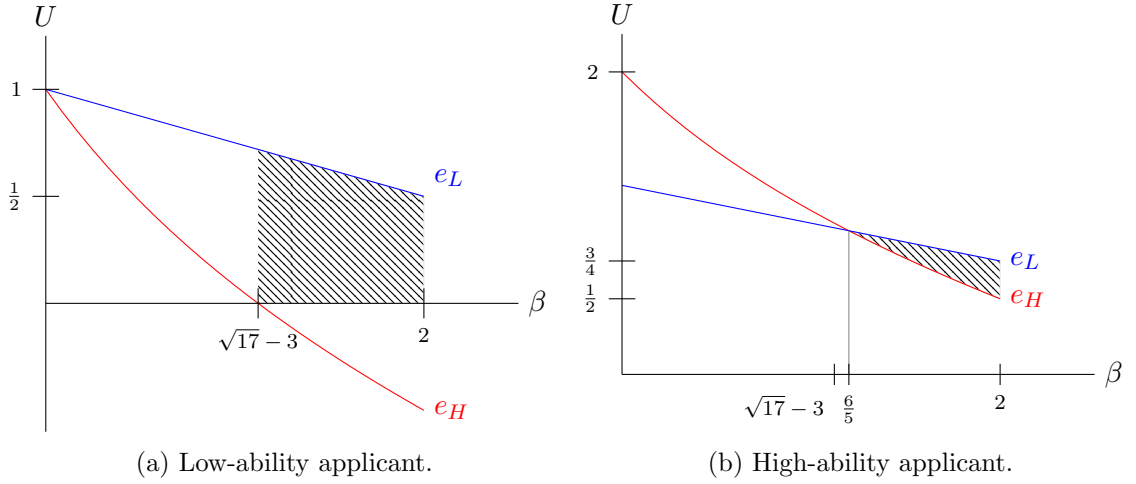 U
1
1/2
e_L
β
√17 − 3
2
e_H
(a) Low-ability applicant.
U
2
3/4
1/2
e_L
e_H
β
√17 − 3
6/5
2
(b) High-ability applicant.